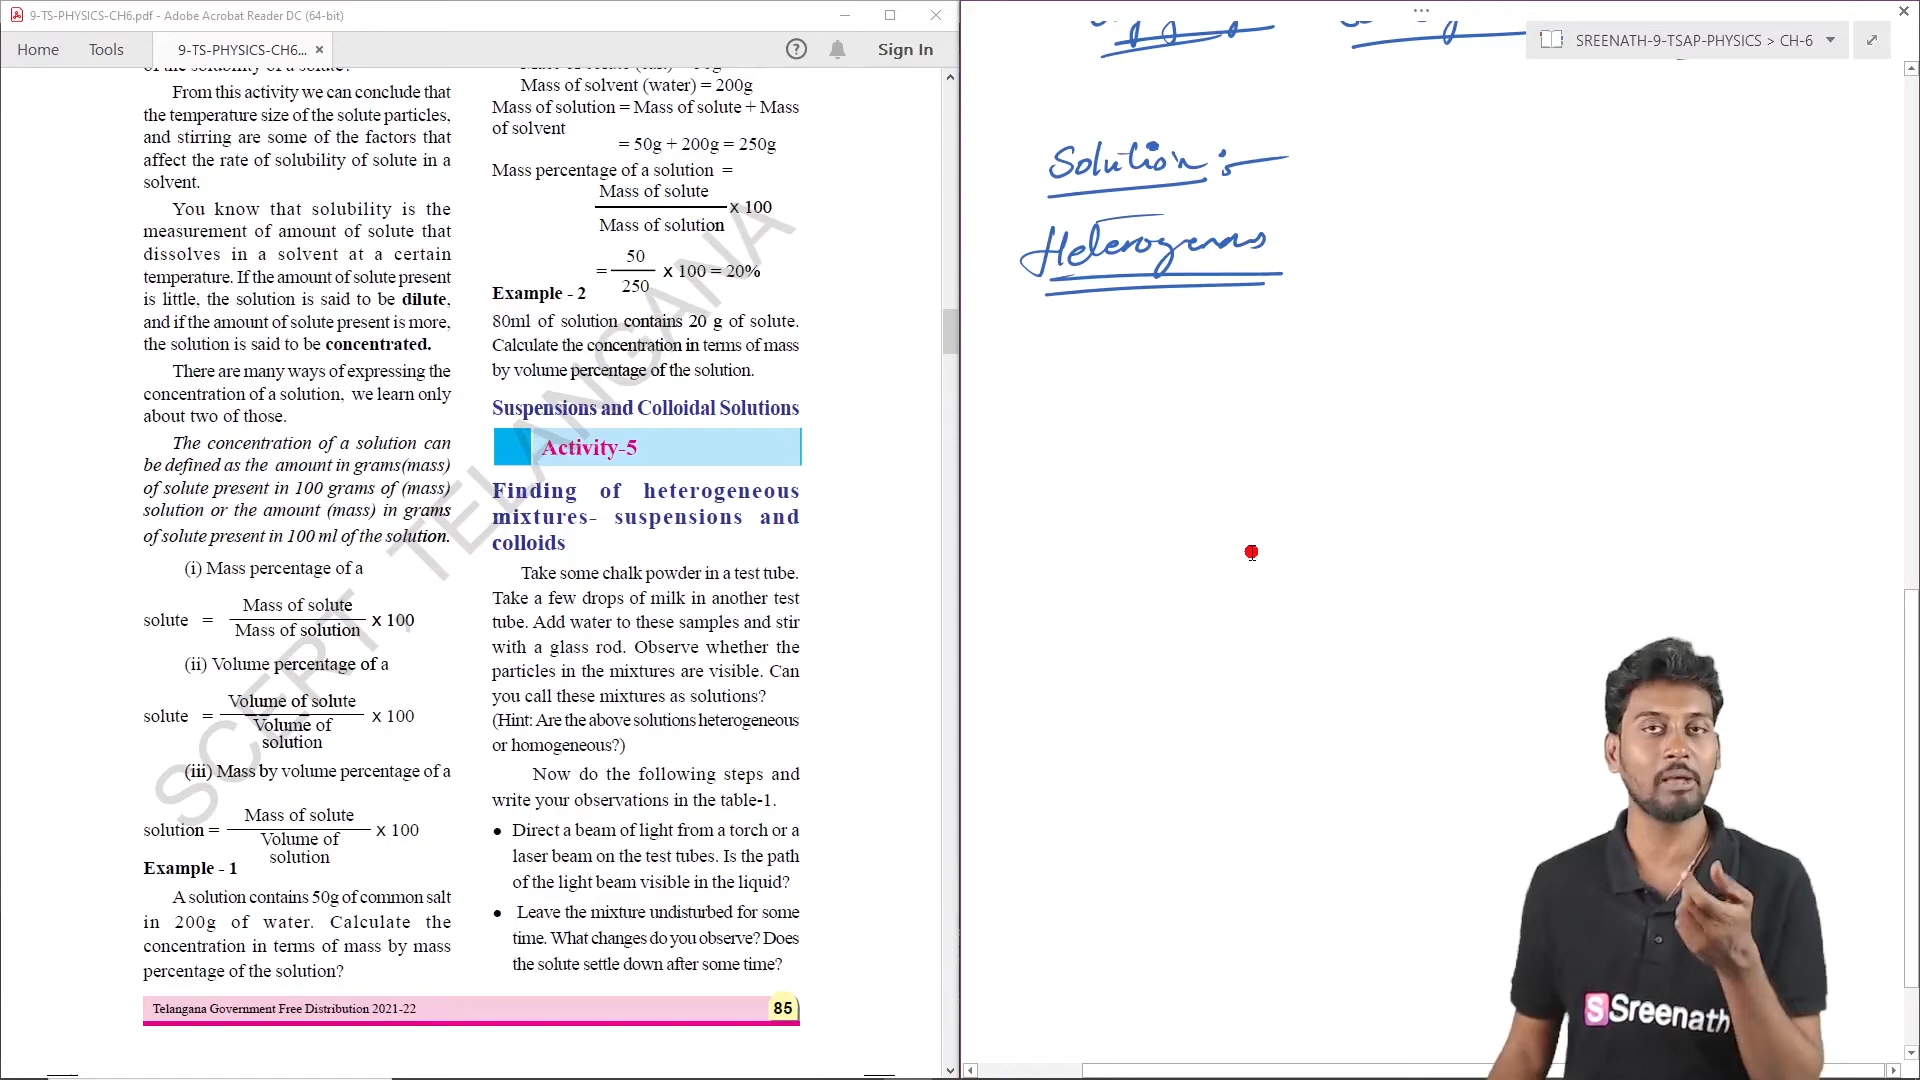 9-TS-PHYSICS-CH6.pdf - Adobe Acrobat Reader DC (64-bit)
Home
Tools
9-TS-PHYSICS-CH6...
Sign In
of the solubility of a solute?
From this activity we can conclude that
the temperature size of the solute particles,
and stirring are some of the factors that
affect the rate of solubility of solute in a
solvent.
You know that solubility is the
measurement of amount of solute that
dissolves in a solvent at a certain
temperature. If the amount of solute present
is little, the solution is said to be dilute,
and if the amount of solute present is more,
the solution is said to be concentrated.
There are many ways of expressing the
concentration of a solution, we learn only
about two of those.
The concentration of a solution can
be defined as the amount in grams(mass)
of solute present in 100 grams of (mass)
solution or the amount (mass) in grams
of solute present in 100 ml of the solution.
(i) Mass percentage of a
solute = Mass of solute / Mass of solution x 100
(ii) Volume percentage of a
solute = Volume of solute / Volume of solution x 100
(iii) Mass by volume percentage of a
solution = Mass of solute / Volume of solution x 100
Example - 1
A solution contains 50g of common salt
in 200g of water. Calculate the
concentration in terms of mass by mass
percentage of the solution?
Mass of solvent (water) = 200g
Mass of solution = Mass of solute + Mass
of solvent
= 50g + 200g = 250g
Mass percentage of a solution =
Mass of solute / Mass of solution x 100
= 50 / 250 x 100 = 20%
Example - 2
80ml of solution contains 20 g of solute.
Calculate the concentration in terms of mass
by volume percentage of the solution.
Suspensions and Colloidal Solutions
Activity-5
Finding of heterogeneous
mixtures- suspensions and
colloids
Take some chalk powder in a test tube.
Take a few drops of milk in another test
tube. Add water to these samples and stir
with a glass rod. Observe whether the
particles in the mixtures are visible. Can
you call these mixtures as solutions?
(Hint: Are the above solutions heterogeneous
or homogeneous?)
Now do the following steps and
write your observations in the table-1.
• Direct a beam of light from a torch or a
laser beam on the test tubes. Is the path
of the light beam visible in the liquid?
• Leave the mixture undisturbed for some
time. What changes do you observe? Does
the solute settle down after some time?
SCERT, TELANGANA
Telangana Government Free Distribution 2021-22
85
SREENATH-9-TSAP-PHYSICS > CH-6
Solution :-
Heterogenous
S Sreenath